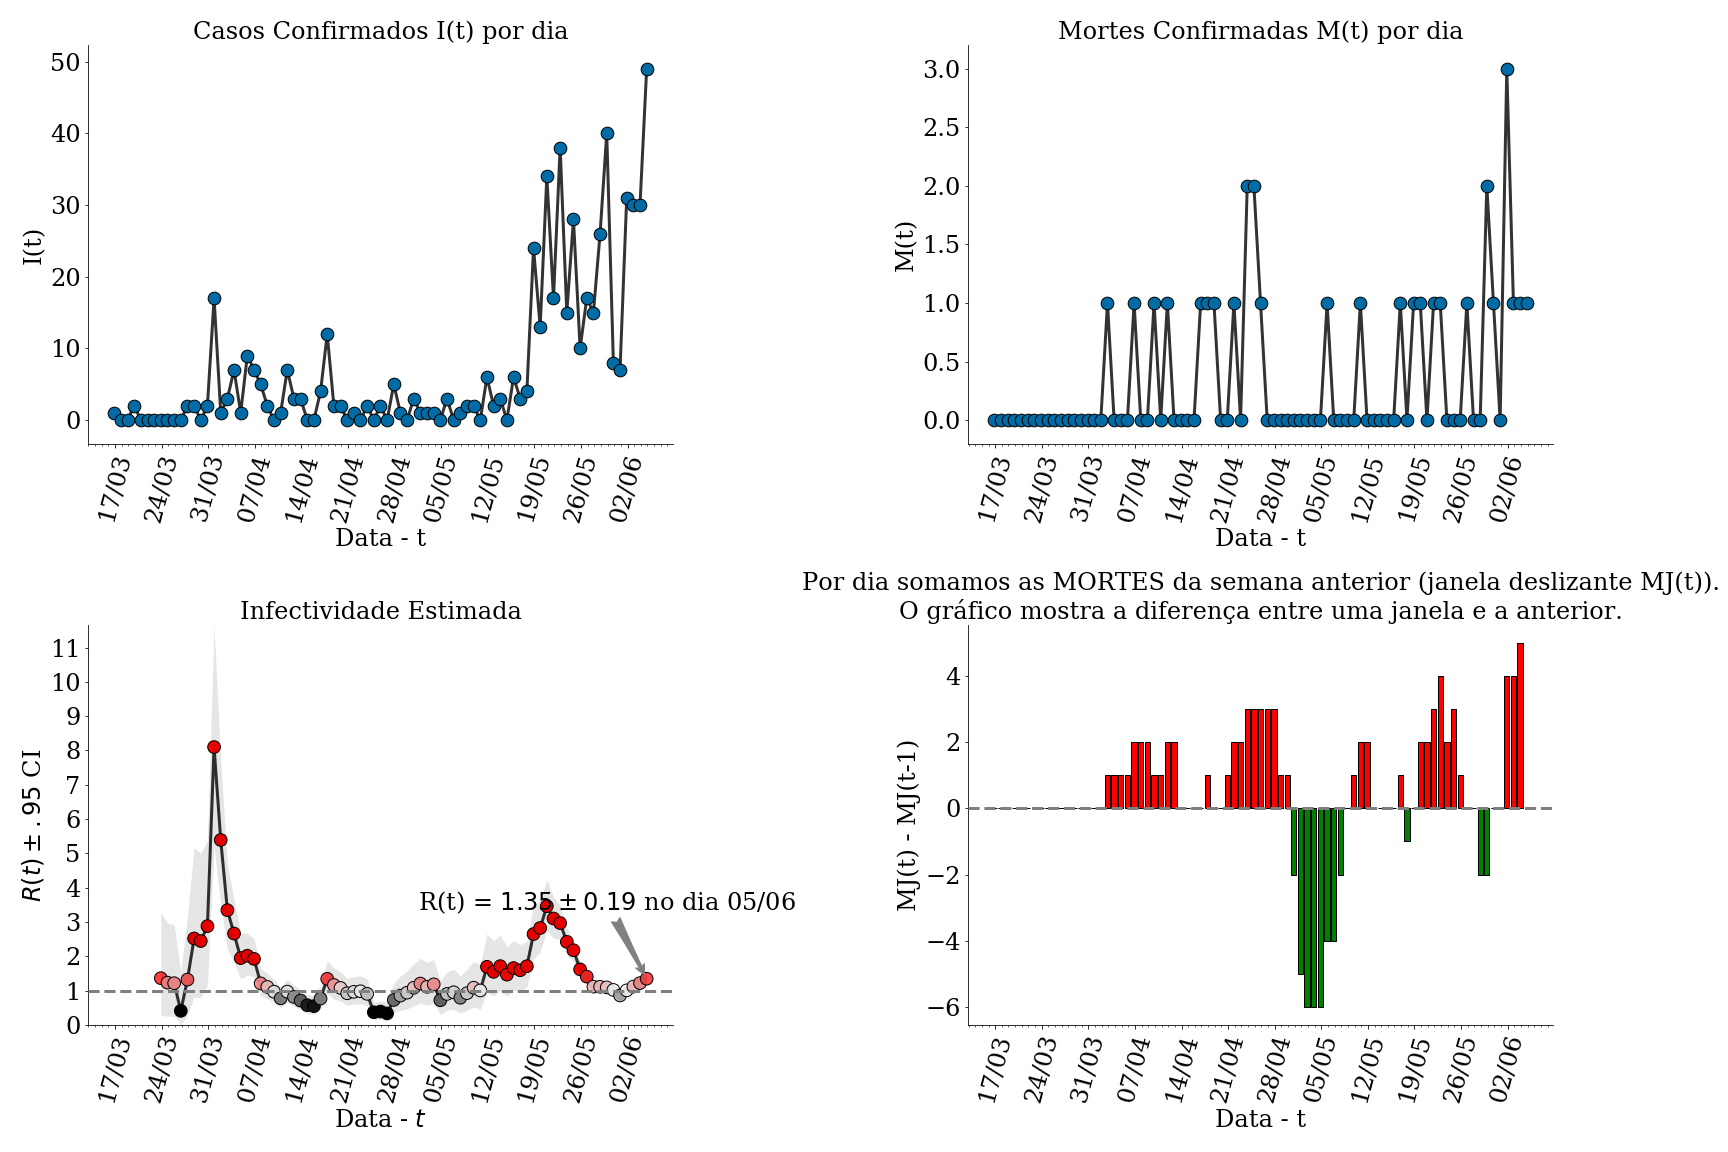 Casos Confirmados I(t) por dia
50
40
30
20
10
0
I(t)
17/03 24/03 31/03 07/04 14/04 21/04 28/04 05/05 12/05 19/05 26/05 02/06
Data - t
Mortes Confirmadas M(t) por dia
3.0
2.5
2.0
1.5
1.0
0.5
0.0
M(t)
17/03 24/03 31/03 07/04 14/04 21/04 28/04 05/05 12/05 19/05 26/05 02/06
Data - t
Infectividade Estimada
11
10
9
8
7
6
5
4
3
2
1
0
R(t) ± .95 CI
R(t) = 1.35 ± 0.19 no dia 05/06
17/03 24/03 31/03 07/04 14/04 21/04 28/04 05/05 12/05 19/05 26/05 02/06
Data - t
Por dia somamos as MORTES da semana anterior (janela deslizante MJ(t)).
O gráfico mostra a diferença entre uma janela e a anterior.
4
2
0
−2
−4
−6
MJ(t) - MJ(t-1)
17/03 24/03 31/03 07/04 14/04 21/04 28/04 05/05 12/05 19/05 26/05 02/06
Data - t